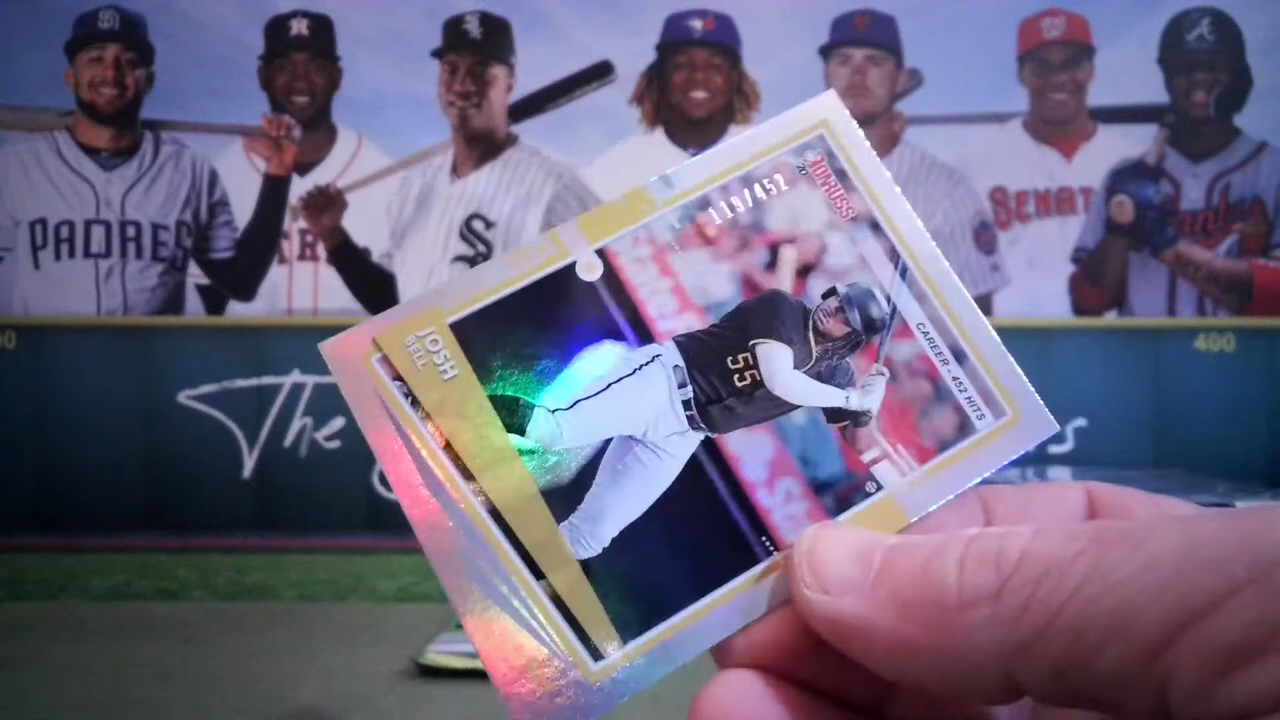 PADRES
S
SENAT
400
The
s
119/452
20
DONRUSS
CAREER - 452 HITS
JOSH
BELL
55